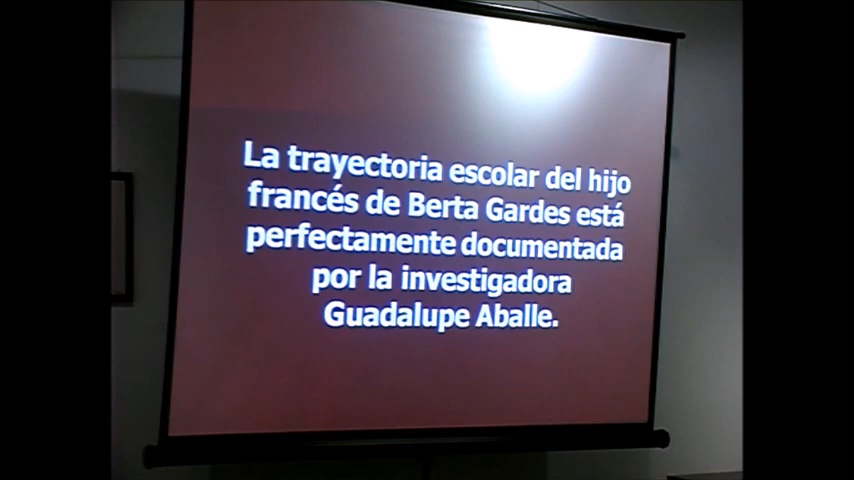 La trayectoria escolar del hijo
francés de Berta Gardes está
perfectamente documentada
por la investigadora
Guadalupe Aballe.